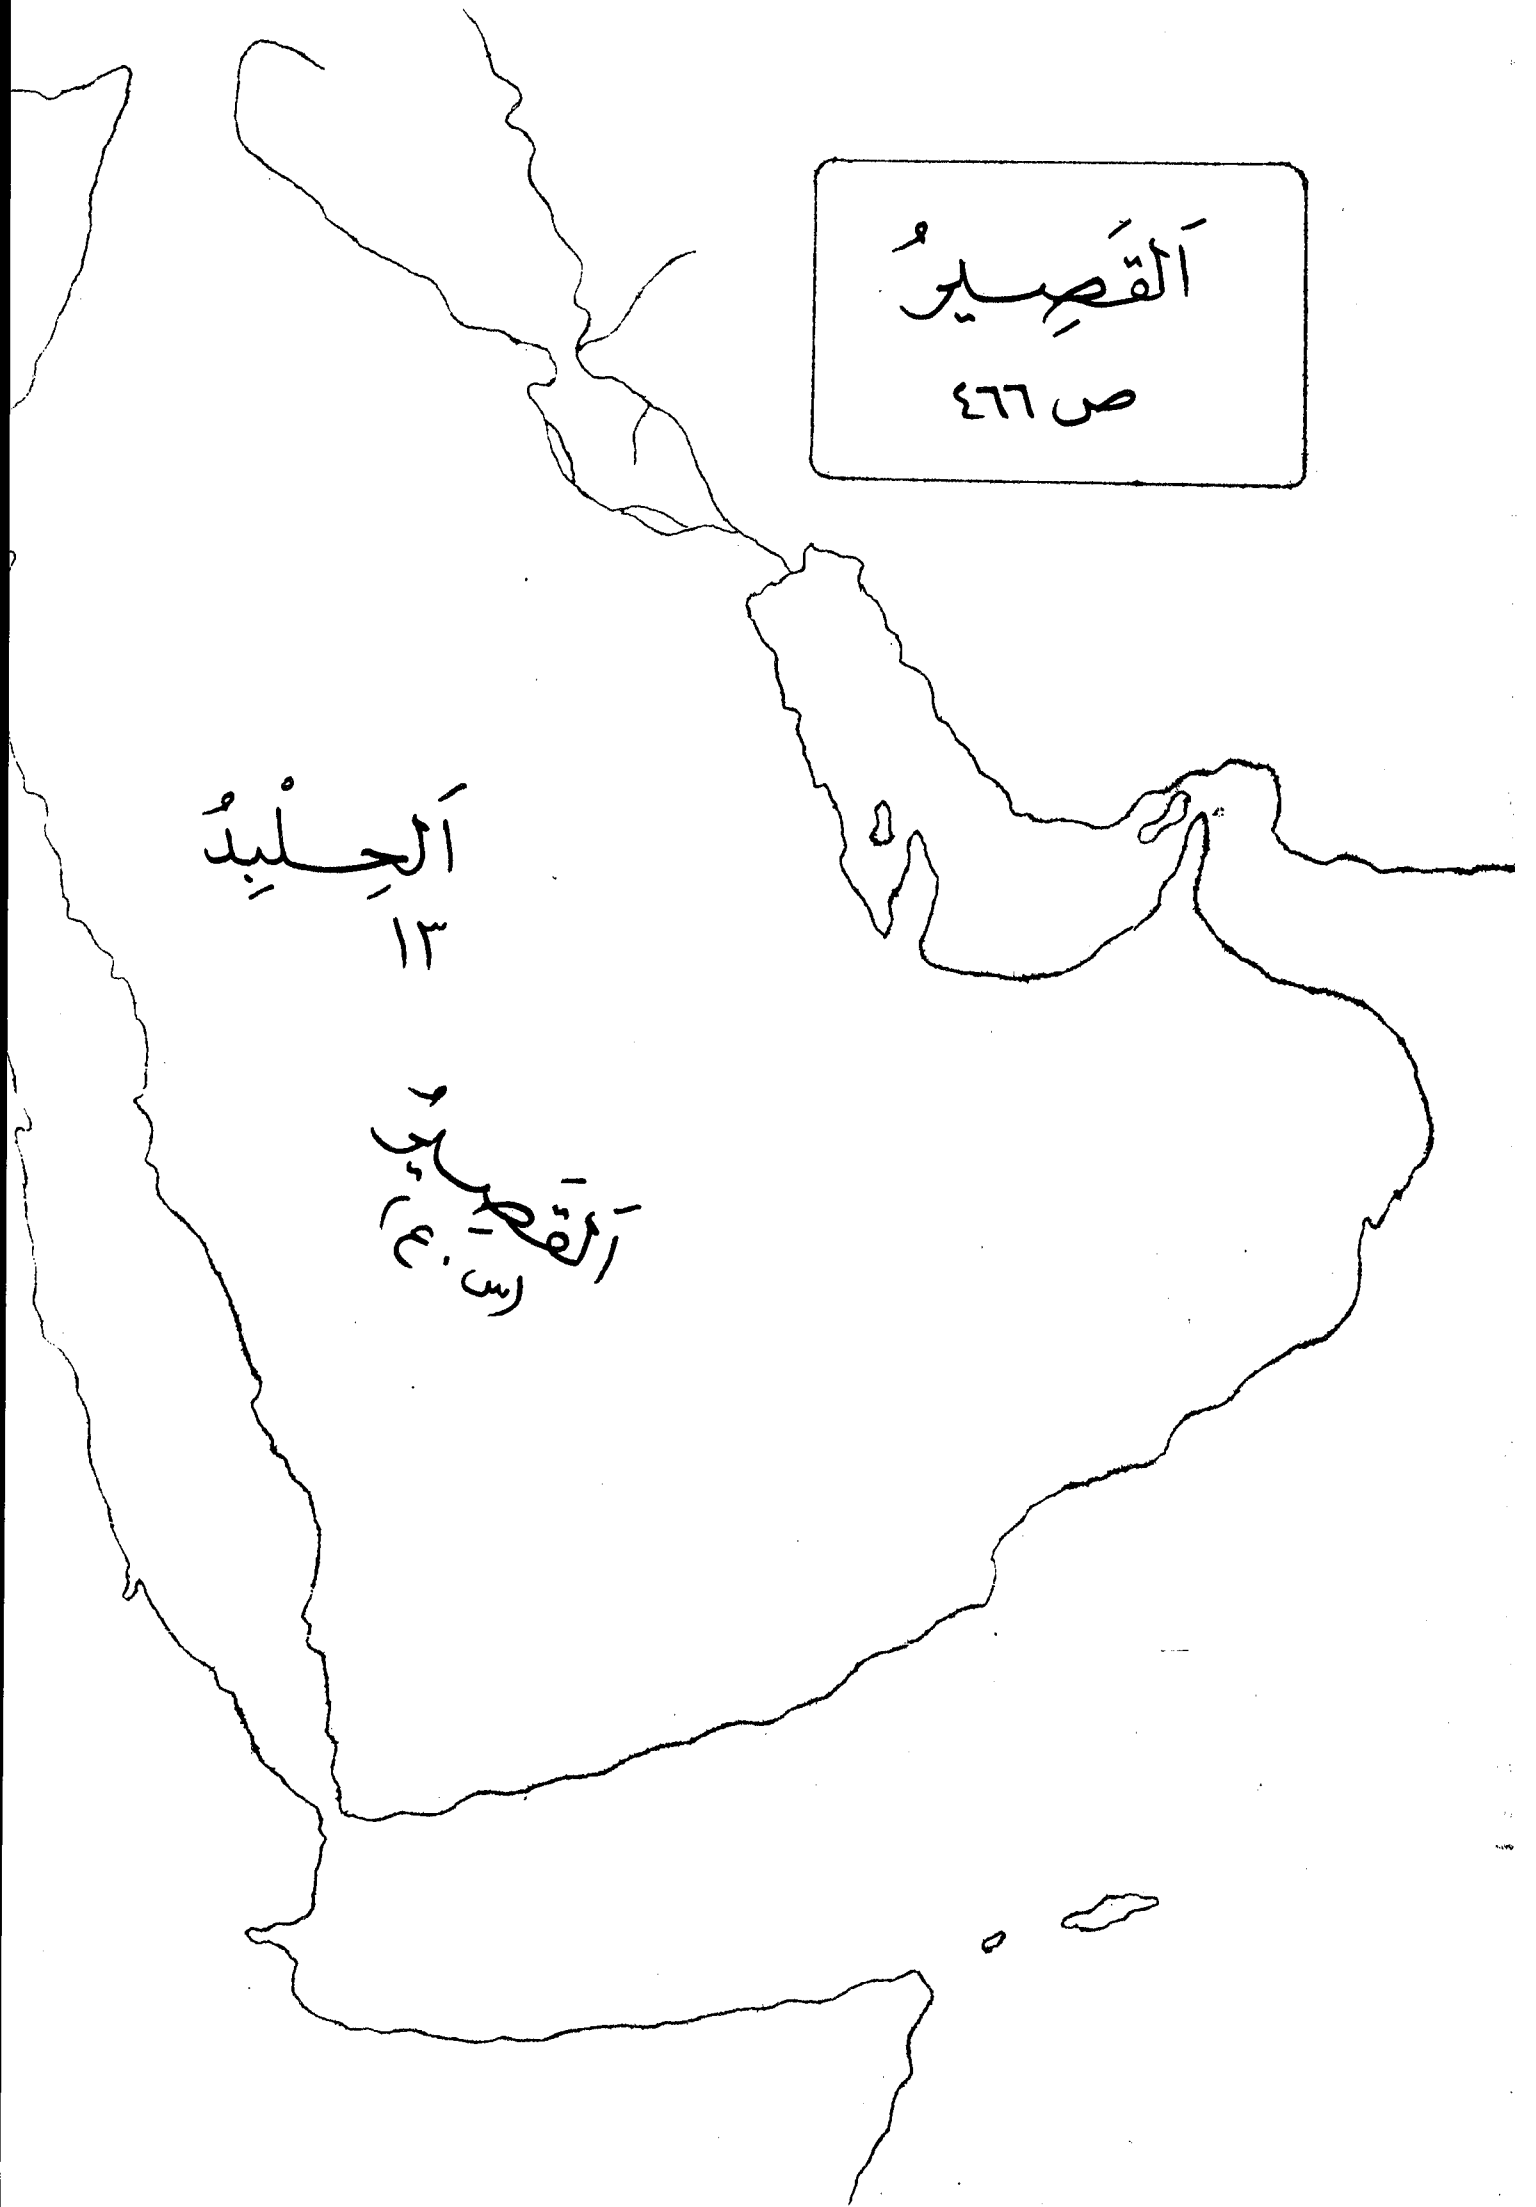 اَلقَصِيرُ
ص ٤٦٦
اَلحِلْبِدُ
١٣
اَلقَصِيرُ
(س. ع)